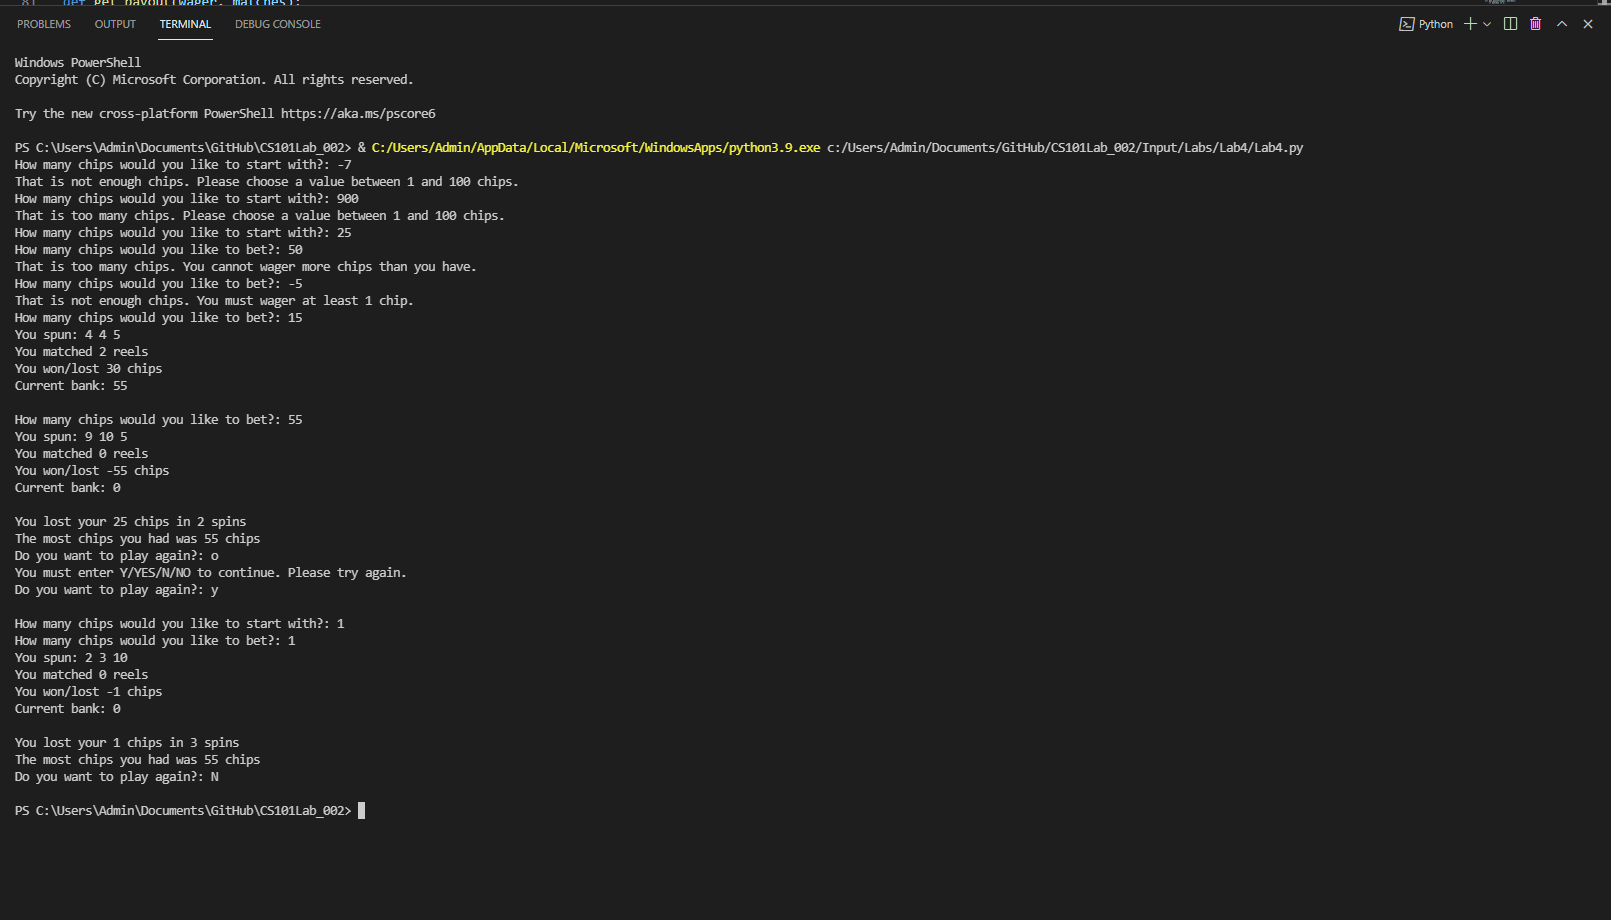 PROBLEMS OUTPUT TERMINAL DEBUG CONSOLE Python
Windows PowerShell
Copyright (C) Microsoft Corporation. All rights reserved.
Try the new cross-platform PowerShell https://aka.ms/pscore6
PS C:\Users\Admin\Documents\GitHub\CS101Lab_002> & C:/Users/Admin/AppData/Local/Microsoft/WindowsApps/python3.9.exe c:/Users/Admin/Documents/GitHub/CS101Lab_002/Input/Labs/Lab4/Lab4.py
How many chips would you like to start with?: -7
That is not enough chips. Please choose a value between 1 and 100 chips.
How many chips would you like to start with?: 900
That is too many chips. Please choose a value between 1 and 100 chips.
How many chips would you like to start with?: 25
How many chips would you like to bet?: 50
That is too many chips. You cannot wager more chips than you have.
How many chips would you like to bet?: -5
That is not enough chips. You must wager at least 1 chip.
How many chips would you like to bet?: 15
You spun: 4 4 5
You matched 2 reels
You won/lost 30 chips
Current bank: 55
How many chips would you like to bet?: 55
You spun: 9 10 5
You matched 0 reels
You won/lost -55 chips
Current bank: 0
You lost your 25 chips in 2 spins
The most chips you had was 55 chips
Do you want to play again?: o
You must enter Y/YES/N/NO to continue. Please try again.
Do you want to play again?: y
How many chips would you like to start with?: 1
How many chips would you like to bet?: 1
You spun: 2 3 10
You matched 0 reels
You won/lost -1 chips
Current bank: 0
You lost your 1 chips in 3 spins
The most chips you had was 55 chips
Do you want to play again?: N
PS C:\Users\Admin\Documents\GitHub\CS101Lab_002>